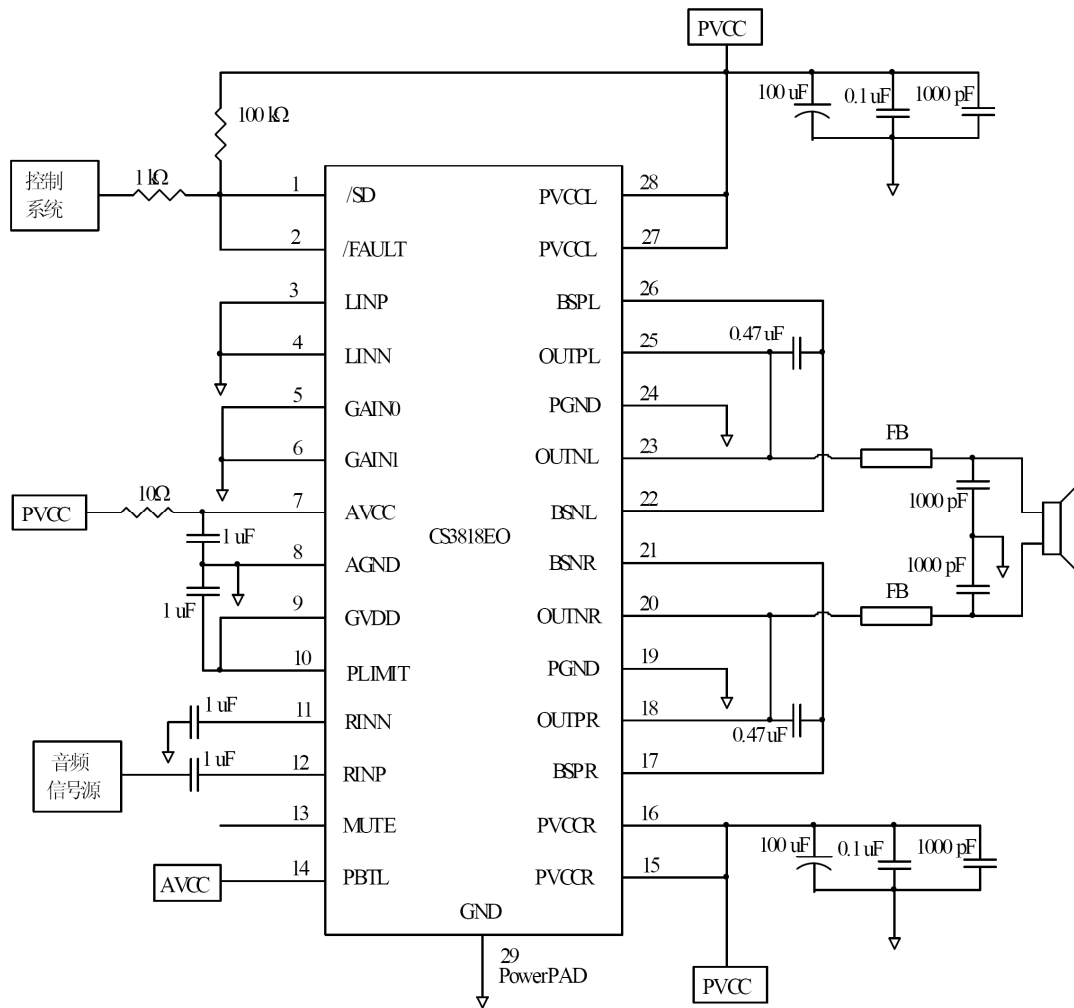 PVCC
100 uF
0.1 uF
1000 pF
100 kΩ
控制
系统
1 kΩ
1
/SD
PVCCL
28
2
/FAULT
PVCCL
27
3
LINP
BSPL
26
4
LINN
OUTPL
25
0.47 uF
5
GAIN0
PGND
24
6
GAIN1
OUTNL
23
FB
PVCC
10Ω
7
AVCC
BSNL
22
1000 pF
1 uF
CS3818EO
8
AGND
BSNR
21
1000 pF
1 uF
9
GVDD
OUTNR
20
FB
10
PLIMIT
PGND
19
1 uF
11
RINN
OUTPR
18
0.47 uF
音频
信号源
1 uF
12
RINP
BSPR
17
13
MUTE
PVCCR
16
100 uF
0.1 uF
1000 pF
AVCC
14
PBTL
PVCCR
15
GND
29
PowerPAD
PVCC